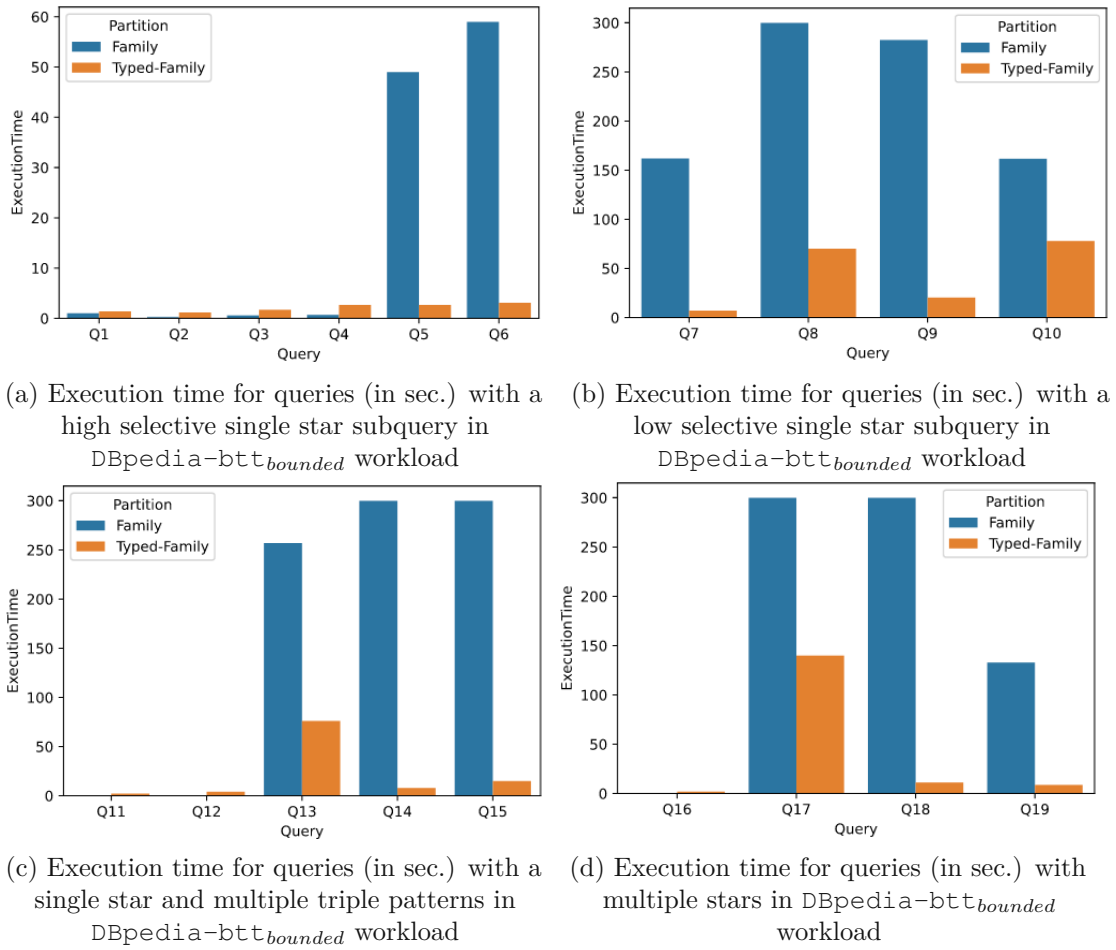 60
50
40
30
20
10
0
ExecutionTime
Partition
Family
Typed-Family
Q1 Q2 Q3 Q4 Q5 Q6
Query
300
250
200
150
100
50
0
ExecutionTime
Partition
Family
Typed-Family
Q7 Q8 Q9 Q10
Query
(a) Execution time for queries (in sec.) with a
high selective single star subquery in
DBpedia-btt_bounded workload
(b) Execution time for queries (in sec.) with a
low selective single star subquery in
DBpedia-btt_bounded workload
300
250
200
150
100
50
0
ExecutionTime
Partition
Family
Typed-Family
Q11 Q12 Q13 Q14 Q15
Query
300
250
200
150
100
50
0
ExecutionTime
Partition
Family
Typed-Family
Q16 Q17 Q18 Q19
Query
(c) Execution time for queries (in sec.) with a
single star and multiple triple patterns in
DBpedia-btt_bounded workload
(d) Execution time for queries (in sec.) with
multiple stars in DBpedia-btt_bounded
workload